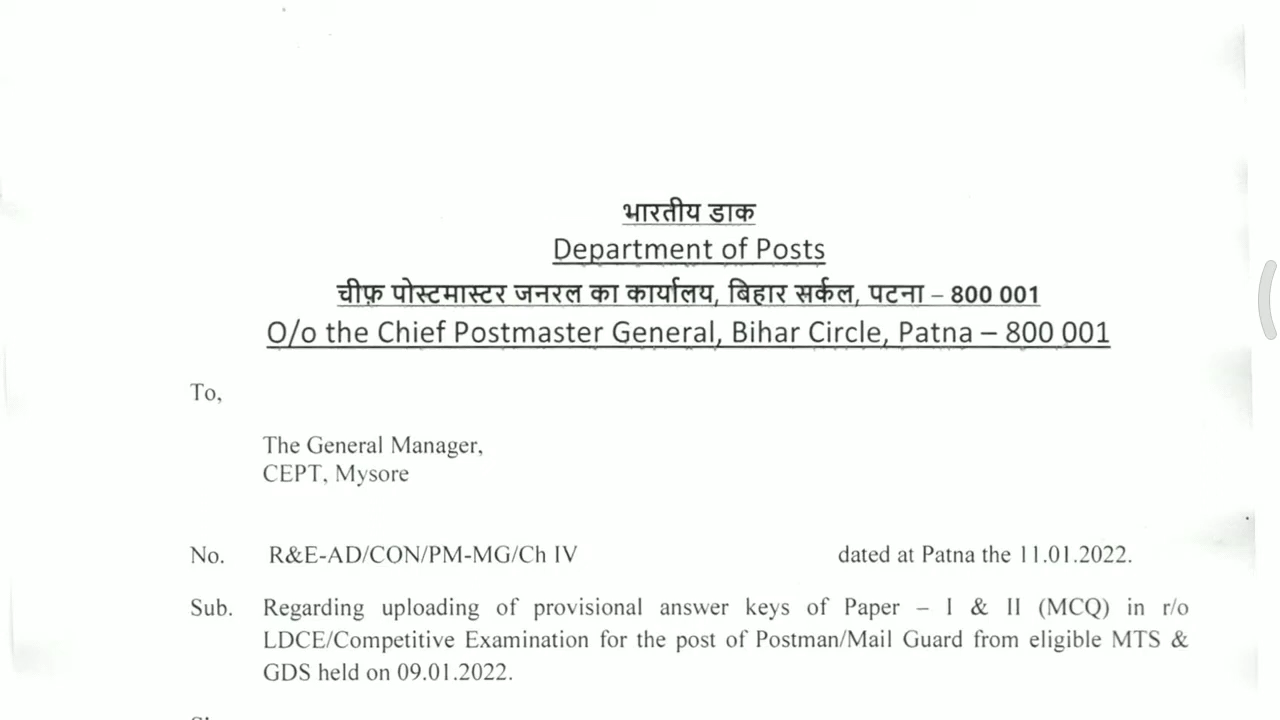 भारतीय डाक
Department of Posts
चीफ़ पोस्टमास्टर जनरल का कार्यालय, बिहार सर्कल, पटना – 800 001
O/o the Chief Postmaster General, Bihar Circle, Patna – 800 001
To,
The General Manager,
CEPT, Mysore
No. R&E-AD/CON/PM-MG/Ch IV dated at Patna the 11.01.2022.
Sub. Regarding uploading of provisional answer keys of Paper – I & II (MCQ) in r/o
LDCE/Competitive Examination for the post of Postman/Mail Guard from eligible MTS &
GDS held on 09.01.2022.